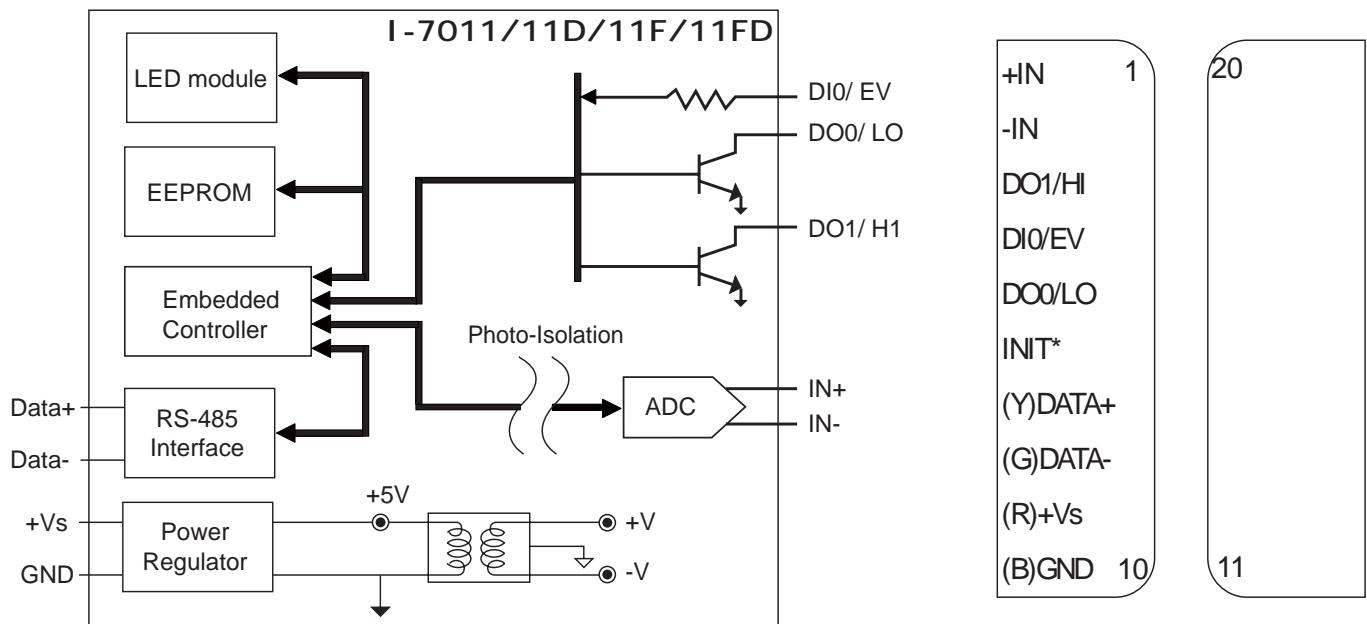 I-7011/11D/11F/11FD
LED module
EEPROM
Embedded
Controller
RS-485
Interface
Power
Regulator
Data+
Data-
+Vs
GND
+5V
+V
-V
Photo-Isolation
ADC
DI0/ EV
DO0/ LO
DO1/ H1
IN+
IN-
+IN 1
-IN
DO1/HI
DI0/EV
DO0/LO
INIT*
(Y)DATA+
(G)DATA-
(R)+Vs
(B)GND 10
20
11